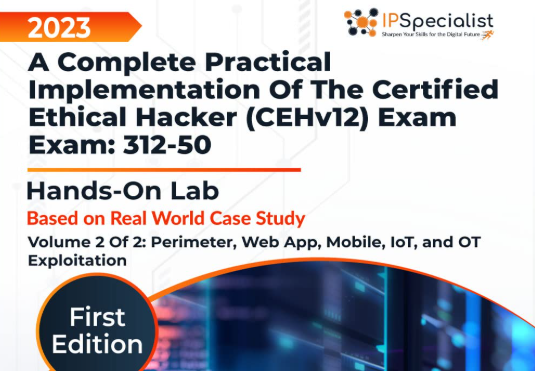 2023
IPSpecialist
Sharpen Your Skills for the Digital Future
A Complete Practical
Implementation Of The Certified
Ethical Hacker (CEHv12) Exam
Exam: 312-50
Hands-On Lab
Based on Real World Case Study
Volume 2 Of 2: Perimeter, Web App, Mobile, IoT, and OT
Exploitation
First
Edition